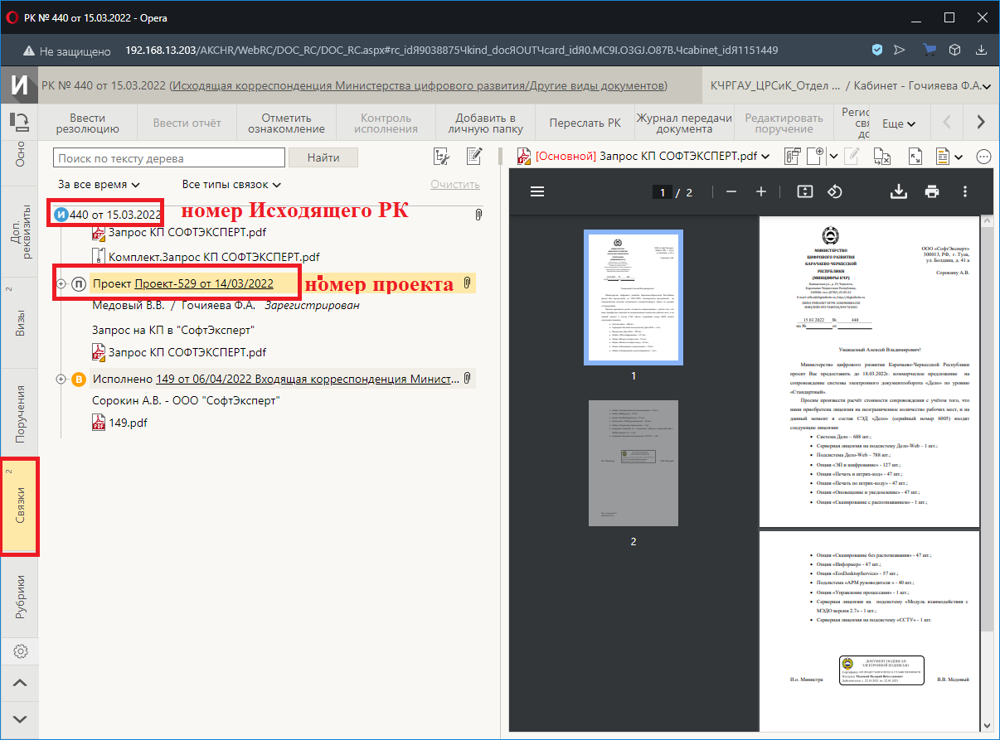 РК № 440 от 15.03.2022 - Opera
Не защищено 192.168.13.203/AKCHR/WebRC/DOC_RC/DOC_RC.aspx#rc_idЯ9038875Чkind_docЯOUTЧcard_idЯ0.MC9I.O3GJ.O87B.Чcabinet_idЯ1151449
И РК № 440 от 15.03.2022 (Исходящая корреспонденция Министерства цифрового развития/Другие виды документов) КЧРГАУ_ЦРСиК_Отдел ... / Кабинет - Гочияева Ф.А.
Ввести резолюцию
Ввести отчёт
Отметить ознакомление
Контроль исполнения
Добавить в личную папку
Переслать РК
Журнал передачи документа
Редактировать поручение
Регис
свя
до
Еще
Осно
Доп. реквизиты
2
Визы
Поручения
2
Связки
Рубрики
Поиск по тексту дерева
Найти
За все время
Все типы связок
Очистить
И 440 от 15.03.2022
номер Исходящего РК
Запрос КП СОФТЭКСПЕРТ.pdf
Комплект.Запрос КП СОФТЭКСПЕРТ.pdf
П Проект Проект-529 от 14/03/2022
номер проекта
Медовый В.В. / Гочияева Ф.А. Зарегистрирован
Запрос на КП в "СофтЭксперт"
Запрос КП СОФТЭКСПЕРТ.pdf
В Исполнено 149 от 06/04/2022 Входящая корреспонденция Минист...
Сорокин А.В. - ООО "СофтЭксперт"
149.pdf
[Основной] Запрос КП СОФТЭКСПЕРТ.pdf
1 / 2
1
2
МИНИСТЕРСТВО
ЦИФРОВОГО РАЗВИТИЯ
КАРАЧАЕВО-ЧЕРКЕССКОЙ
РЕСПУБЛИКИ
(МИНЦИФРЫ КЧР)
15.03.2022 № 440
на № от
ООО «СофтЭксперт»
300013, РФ, г. Тула,
ул. Болдина, д. 41 а
Сорокину А.В.
Уважаемый Алексей Владимирович!
Министерство цифрового развития Карачаево-Черкесской Республики
просит Вас предоставить до 18.03.2022г. коммерческое предложение на
сопровождение системы электронного документооборота «Дело» по уровню
«Стандартный».
Просим произвести расчёт стоимости сопровождения с учётом того, что
нами приобретена лицензия на неограниченное количество рабочих мест, и на
данный момент в состав СЭД «Дело» (серийный номер 6005) входят
следующие лицензии:
• Система Дело – 688 шт.;
• Серверная лицензия на подсистему Дело-Web – 1 шт.;
• Подсистема Дело-Web – 788 шт.;
• Опция «ЭП и шифрование» - 127 шт.;
• Опция «Печать и штрих-код» - 47 шт.;
• Опция «Печать по штрих-коду» - 47 шт.;
• Опция «Оповещение и уведомление» - 47 шт.;
• Опция «Сканирование с распознаванием» - 1 шт.;
• Опция «Сканирование без распознавания» - 47 шт.;
• Опция «Информер» - 47 шт.;
• Опция «EosDesktopService» - 57 шт.;
• Подсистема «АРМ руководителя » - 40 шт.;
• Опция «Управление процессами» - 1 шт.;
• Серверная лицензия на подсистему «Модуль взаимодействия с
МЭДО версии 2.7» - 1 шт.;
• Серверная лицензия на подсистему «ССТУ» - 1 шт.
И.о. Министра
ДОКУМЕНТ ПОДПИСАН
ЭЛЕКТРОННОЙ ПОДПИСЬЮ
В.В. Медовый